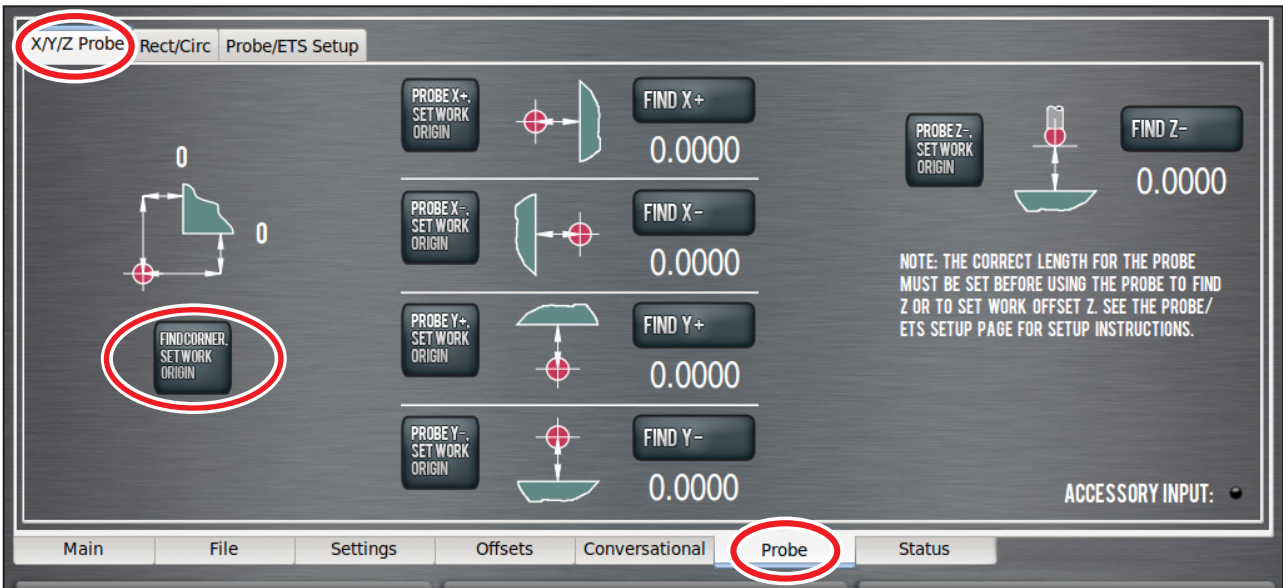 X/Y/Z Probe
Rect/Circ
Probe/ETS Setup
0
0
FIND CORNER,
SET WORK
ORIGIN
PROBE X+,
SET WORK
ORIGIN
FIND X+
0.0000
PROBE X-,
SET WORK
ORIGIN
FIND X-
0.0000
PROBE Y+,
SET WORK
ORIGIN
FIND Y+
0.0000
PROBE Y-,
SET WORK
ORIGIN
FIND Y-
0.0000
PROBE Z-,
SET WORK
ORIGIN
FIND Z-
0.0000
NOTE: THE CORRECT LENGTH FOR THE PROBE
MUST BE SET BEFORE USING THE PROBE TO FIND
Z OR TO SET WORK OFFSET Z. SEE THE PROBE/
ETS SETUP PAGE FOR SETUP INSTRUCTIONS.
ACCESSORY INPUT:
Main
File
Settings
Offsets
Conversational
Probe
Status